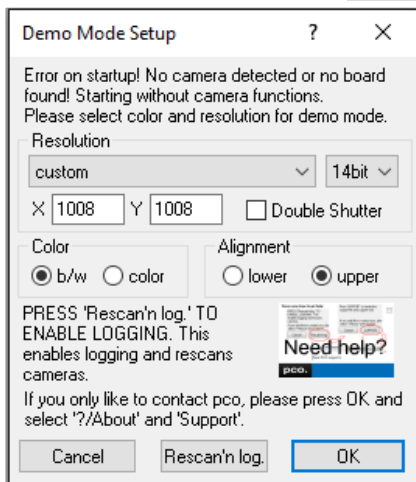 Demo Mode Setup
Error on startup! No camera detected or no board
found! Starting without camera functions.
Please select color and resolution for demo mode.
Resolution
custom 14bit
X 1008 Y 1008 Double Shutter
Color Alignment
b/w color lower upper
PRESS 'Rescan'n log.' TO
ENABLE LOGGING. This
enables logging and rescans
cameras.
Need help?
pco.
If you only like to contact pco, please press OK and
select '?/About' and 'Support'.
Cancel Rescan'n log. OK